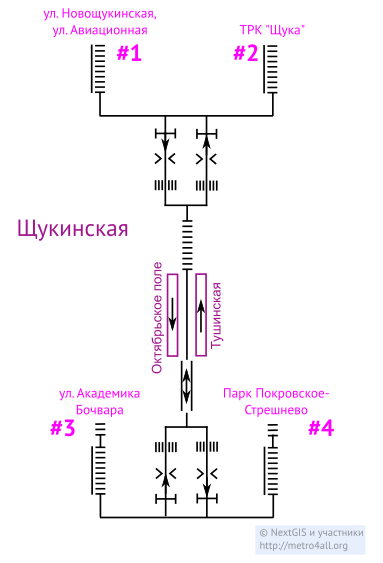 ул. Новощукинская,
ул. Авиационная
#1
ТРК "Щука"
#2
Щукинская
Октябрьское поле
Тушинская
ул. Академика
Бочвара
#3
Парк Покровское-
Стрешнево
#4
© NextGIS и участники
http://metro4all.org